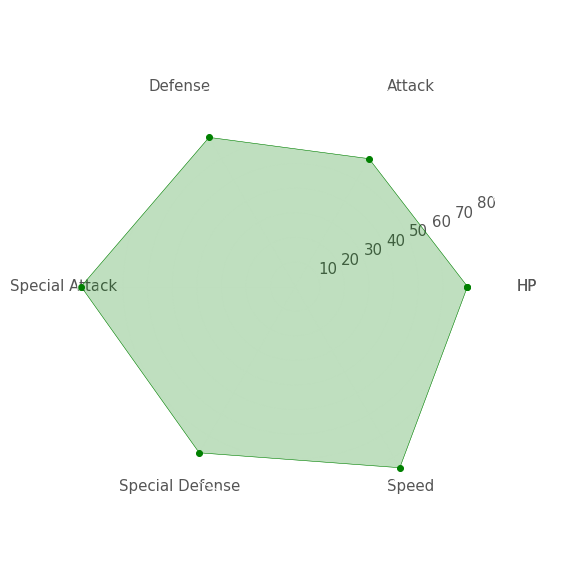 Defense
Attack
80
70
60
50
40
30
20
10
Special Attack
HP
Special Defense
Speed